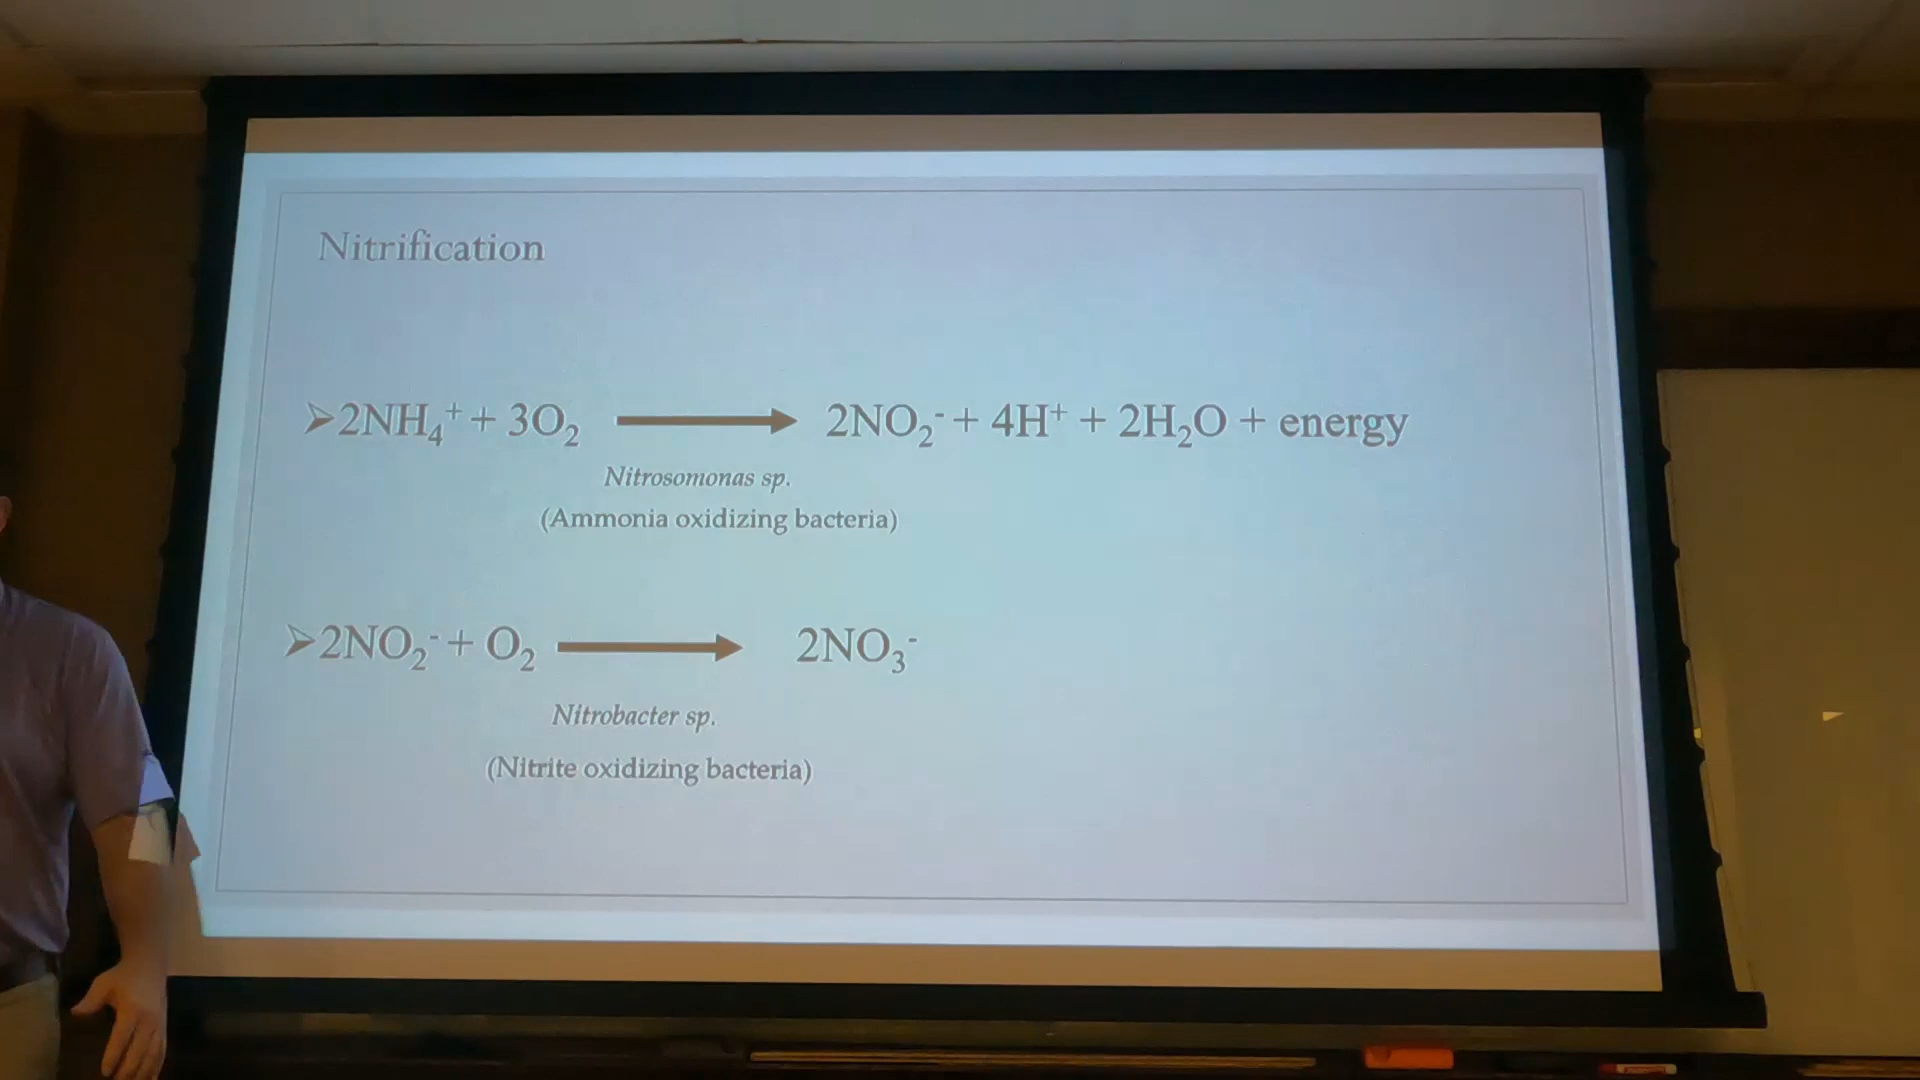 Nitrification
➢2NH₄⁺ + 3O₂ ⟶ 2NO₂⁻ + 4H⁺ + 2H₂O + energy
Nitrosomonas sp.
(Ammonia oxidizing bacteria)
➢2NO₂⁻ + O₂ ⟶ 2NO₃⁻
Nitrobacter sp.
(Nitrite oxidizing bacteria)